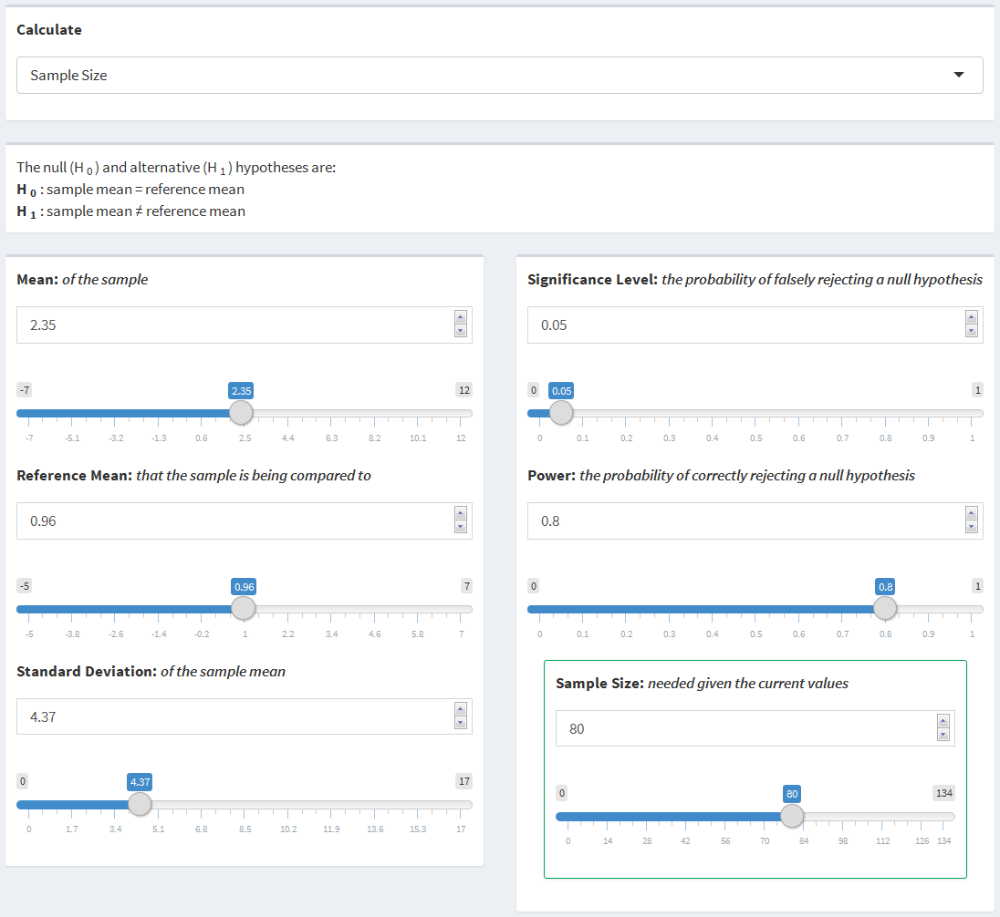 Calculate
Sample Size
The null (H 0 ) and alternative (H 1 ) hypotheses are:
H 0 : sample mean = reference mean
H 1 : sample mean ≠ reference mean
Mean: of the sample
2.35
-7 2.35 12
-7 -5.1 -3.2 -1.3 0.6 2.5 4.4 6.3 8.2 10.1 12
Reference Mean: that the sample is being compared to
0.96
-5 0.96 7
-5 -3.8 -2.6 -1.4 -0.2 1 2.2 3.4 4.6 5.8 7
Standard Deviation: of the sample mean
4.37
0 4.37 17
0 1.7 3.4 5.1 6.8 8.5 10.2 11.9 13.6 15.3 17
Significance Level: the probability of falsely rejecting a null hypothesis
0.05
0 0.05 1
0 0.1 0.2 0.3 0.4 0.5 0.6 0.7 0.8 0.9 1
Power: the probability of correctly rejecting a null hypothesis
0.8
0 0.8 1
0 0.1 0.2 0.3 0.4 0.5 0.6 0.7 0.8 0.9 1
Sample Size: needed given the current values
80
0 80 134
0 14 28 42 56 70 84 98 112 126 134